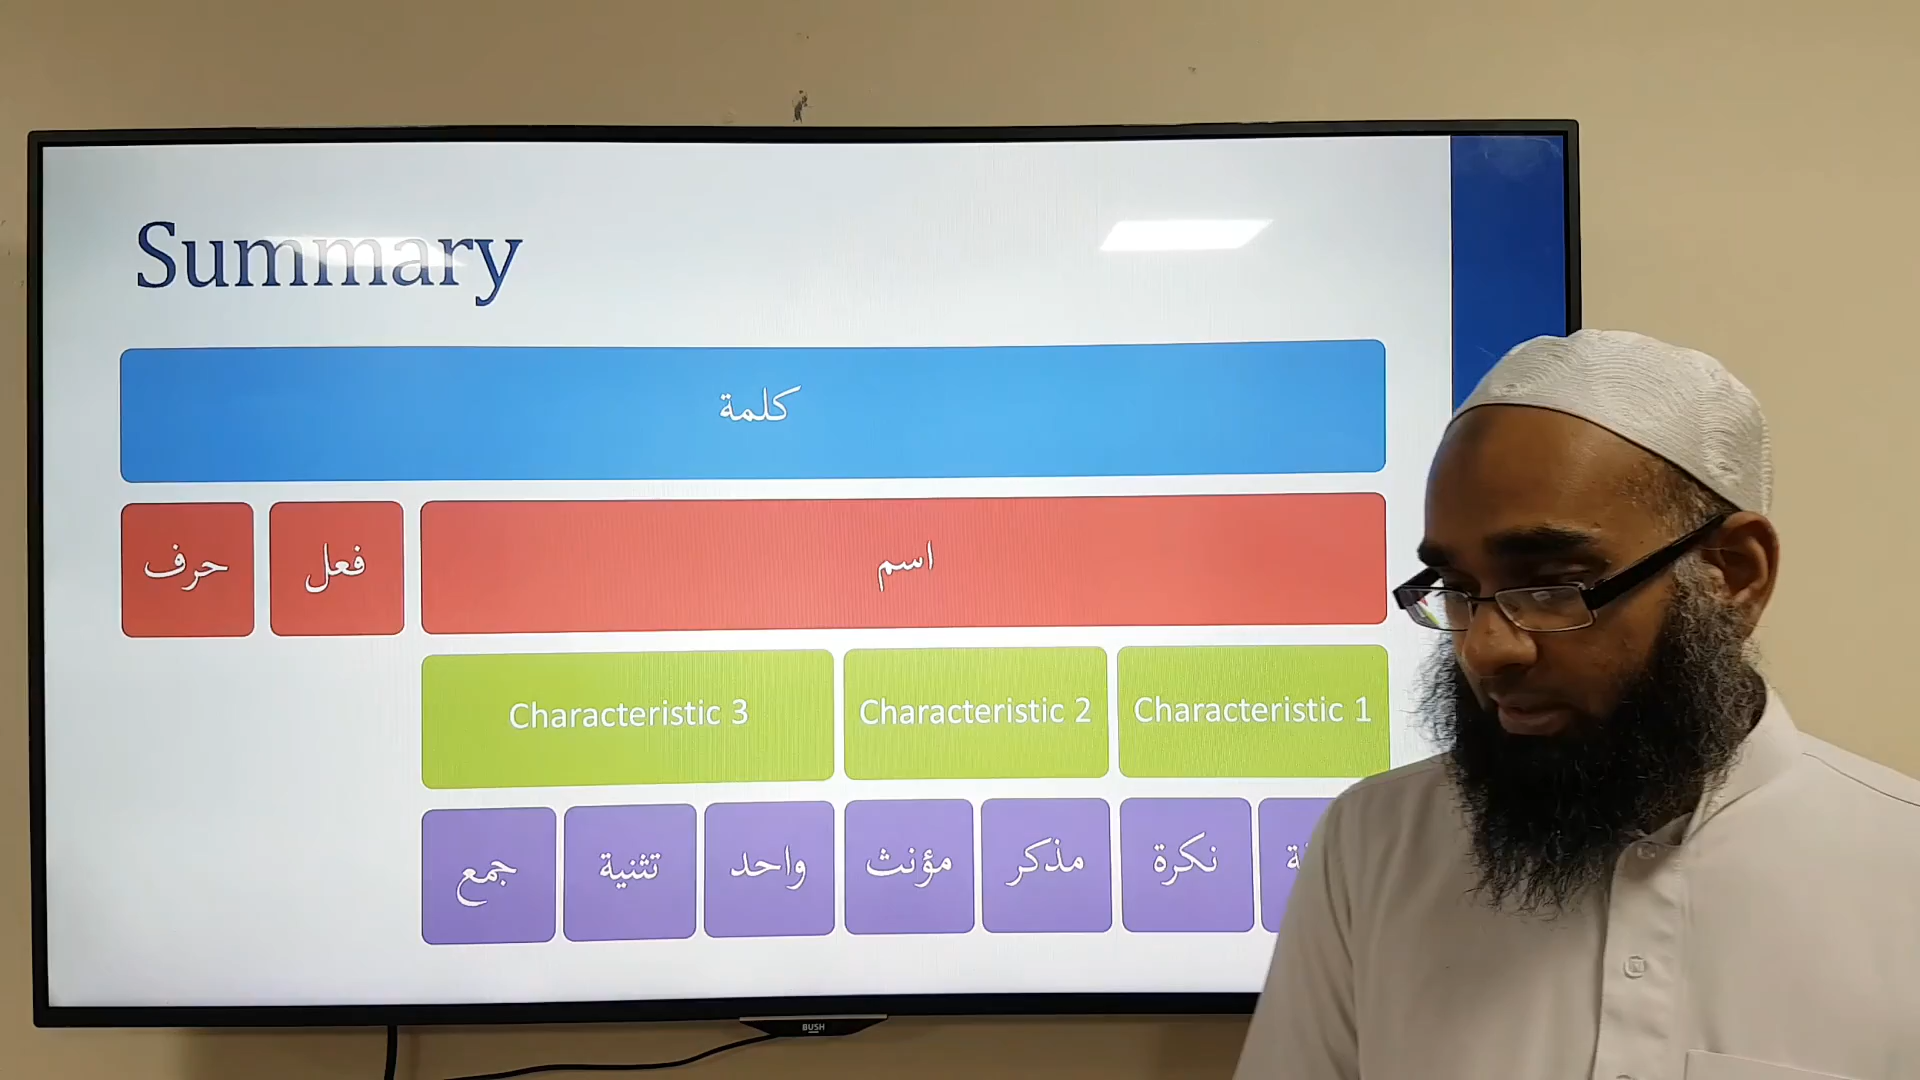 Summary
كلمة
اسم
فعل
حرف
Characteristic 1
Characteristic 2
Characteristic 3
نكرة
مذكر
مؤنث
واحد
تثنية
جمع
BUSH